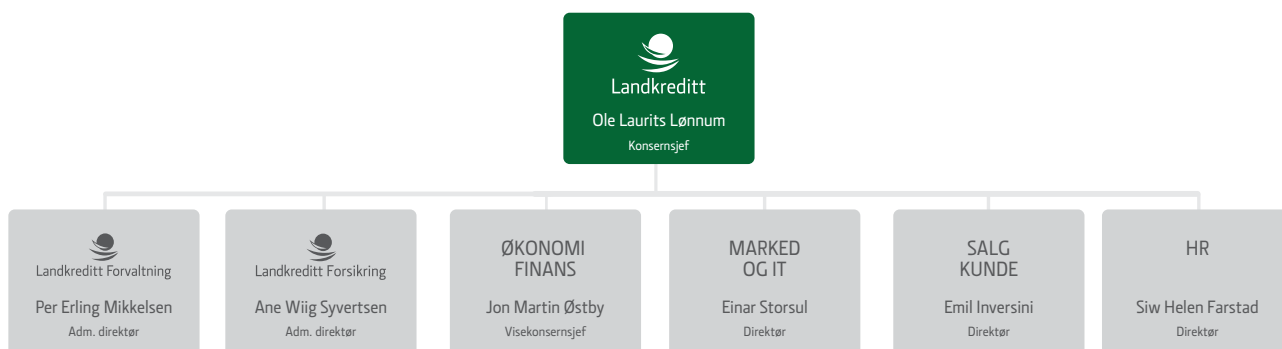 Landkreditt
Ole Laurits Lønnum
Konsernsjef
Landkreditt Forvaltning
Per Erling Mikkelsen
Adm. direktør
Landkreditt Forsikring
Ane Wiig Syvertsen
Adm. direktør
ØKONOMI
FINANS
Jon Martin Østby
Visekonsernsjef
MARKED
OG IT
Einar Storsul
Direktør
SALG
KUNDE
Emil Inversini
Direktør
HR
Siw Helen Farstad
Direktør